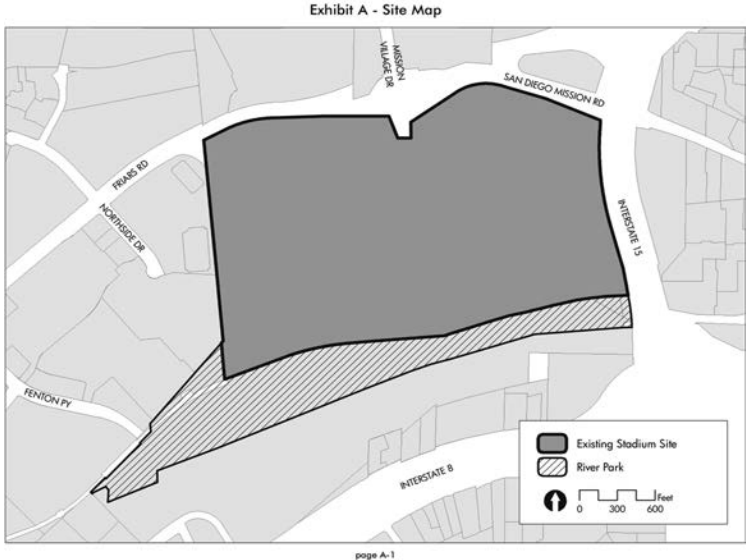 Exhibit A - Site Map
MISSION
VILLAGE DR
SAN DIEGO MISSION RD
FRIARS RD
NORTHSIDE DR
INTERSTATE 15
FENTON PY
INTERSTATE 8
Existing Stadium Site
River Park
Feet
0 300 600
page A-1